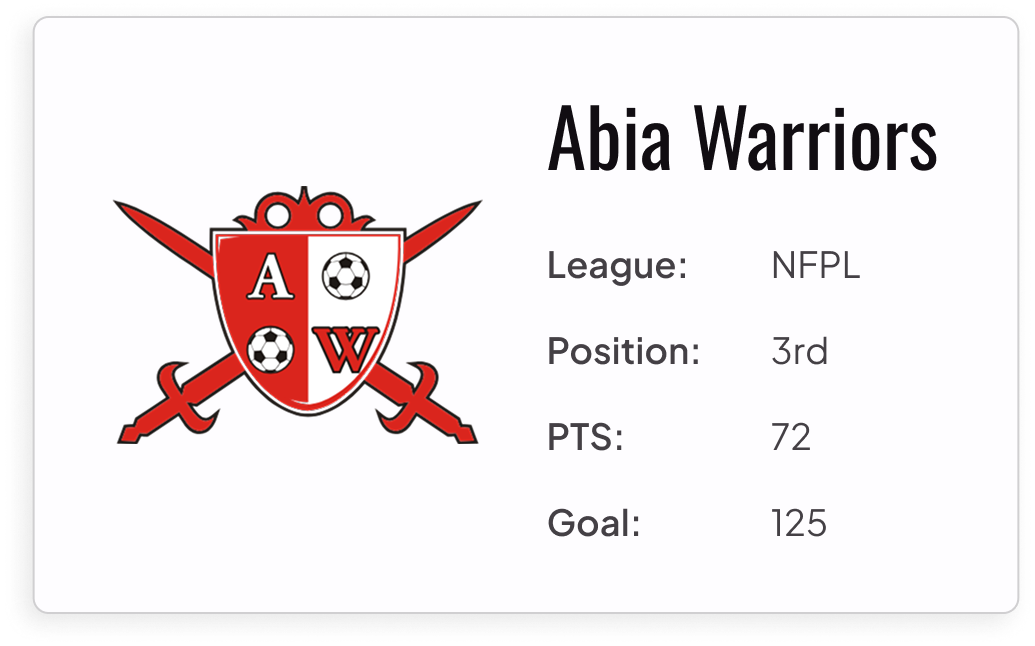 Abia Warriors
A
W
League: NFPL
Position: 3rd
PTS: 72
Goal: 125